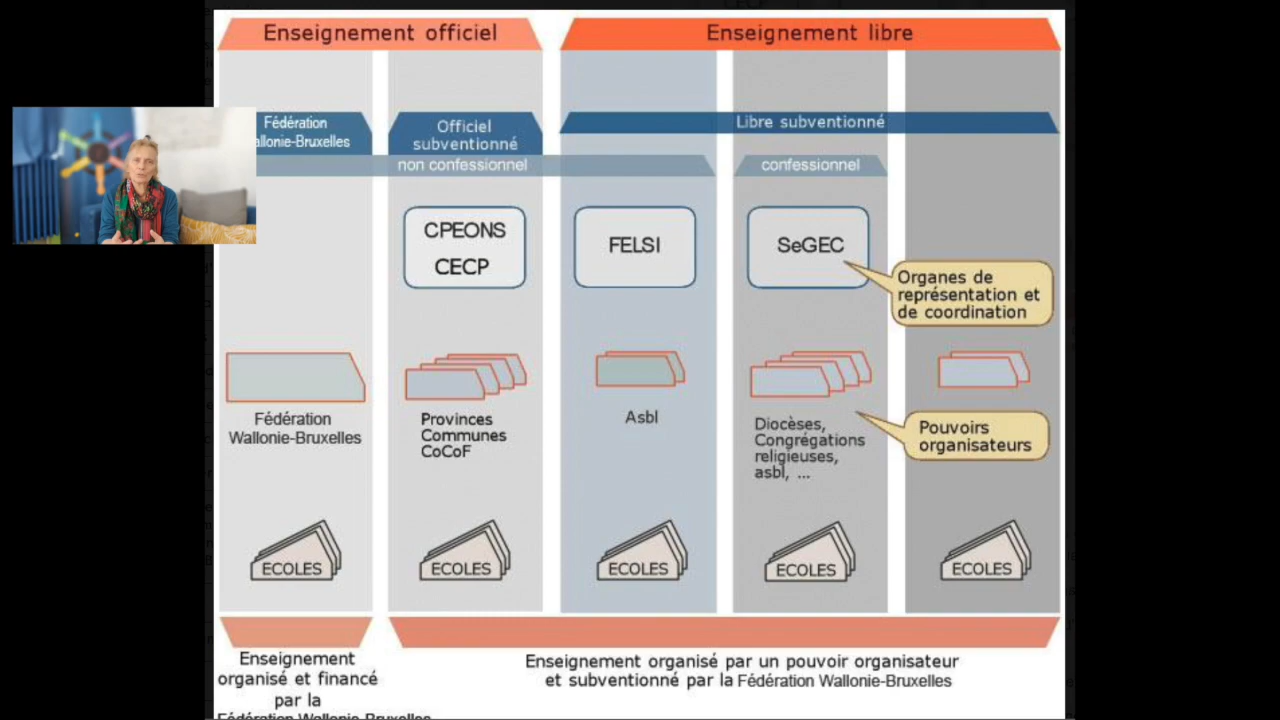 Enseignement officiel
Enseignement libre
Fédération
allonie-Bruxelles
Officiel
subventionné
Libre subventionné
non confessionnel
confessionnel
CPEONS
CECP
FELSI
SeGEC
Organes de
représentation et
de coordination
Fédération
Wallonie-Bruxelles
Provinces
Communes
CoCoF
Asbl
Diocèses,
Congrégations
religieuses,
asbl, ...
Pouvoirs
organisateurs
ECOLES
ECOLES
ECOLES
ECOLES
ECOLES
Enseignement
organisé et financé
par la
Fédération Wallonie-Bruxelles
Enseignement organisé par un pouvoir organisateur
et subventionné par la Fédération Wallonie-Bruxelles